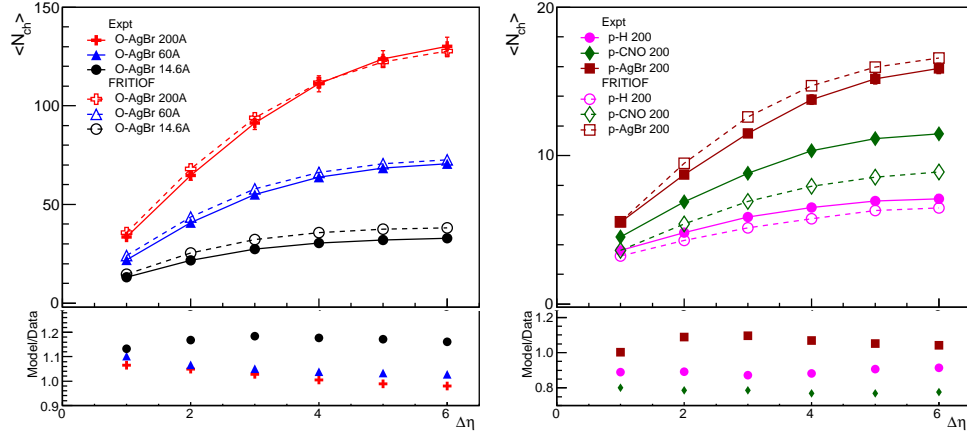 <N_ch>
150
100
50
0
Expt
O-AgBr 200A
O-AgBr 60A
O-AgBr 14.6A
FRITIOF
O-AgBr 200A
O-AgBr 60A
O-AgBr 14.6A
Model/Data
1.2
1.1
1.0
0.9
0 2 4 6
Δη
<N_ch>
20
10
0
Expt
p-H 200
p-CNO 200
p-AgBr 200
FRITIOF
p-H 200
p-CNO 200
p-AgBr 200
Model/Data
1.2
1.0
0.8
0 2 4 6
Δη